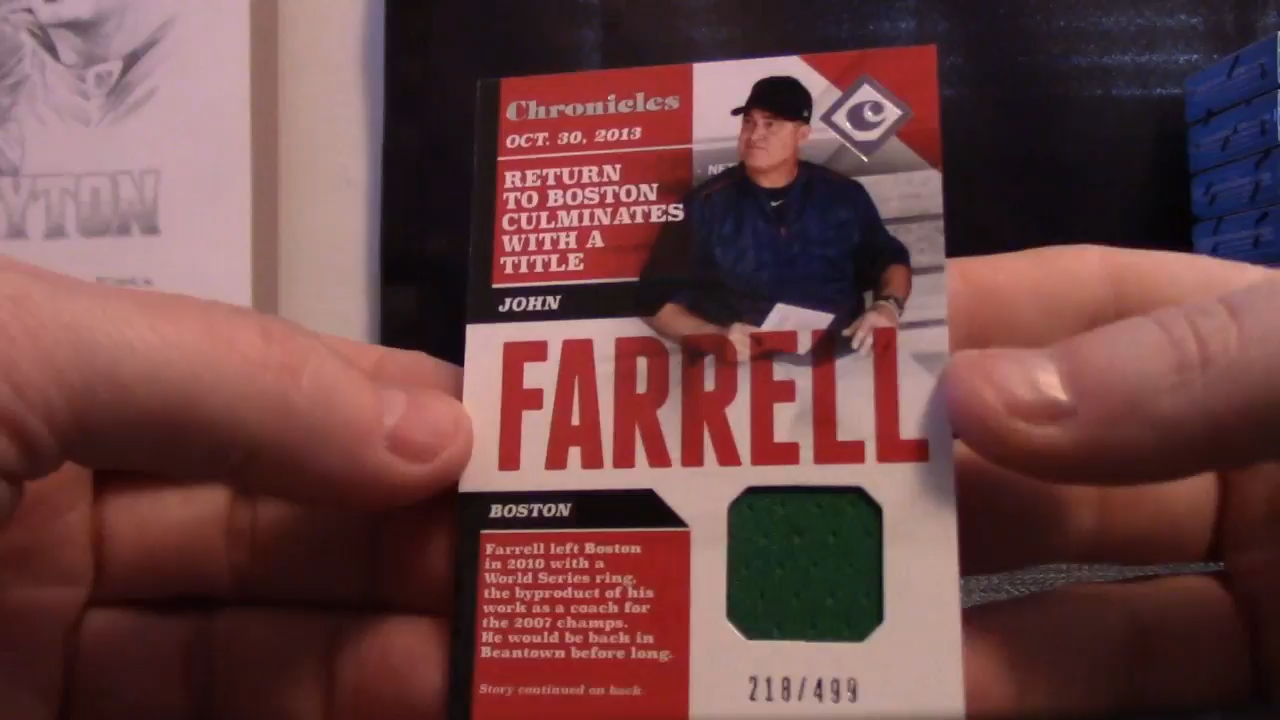 YTON
Chronicles
OCT. 30, 2013
RETURN
TO BOSTON
CULMINATES
WITH A
TITLE
JOHN
FARRELL
BOSTON
Farrell left Boston
in 2010 with a
World Series ring,
the byproduct of his
work as a coach for
the 2007 champs.
He would be back in
Beantown before long.
Story continued on back
218/499
C